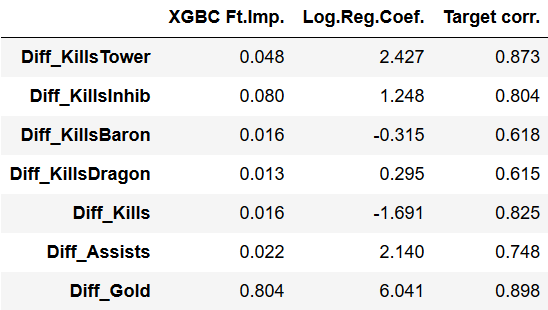 XGBC Ft.Imp. Log.Reg.Coef. Target corr.
Diff_KillsTower 0.048 2.427 0.873
Diff_KillsInhib 0.080 1.248 0.804
Diff_KillsBaron 0.016 -0.315 0.618
Diff_KillsDragon 0.013 0.295 0.615
Diff_Kills 0.016 -1.691 0.825
Diff_Assists 0.022 2.140 0.748
Diff_Gold 0.804 6.041 0.898